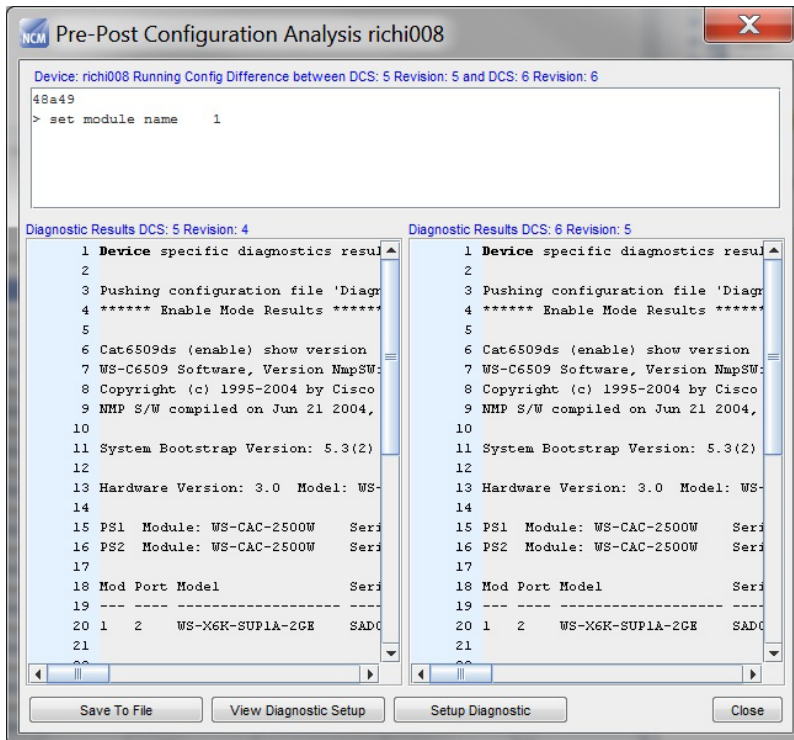 NCM Pre-Post Configuration Analysis richi008
X
Device: richi008 Running Config Difference between DCS: 5 Revision: 5 and DCS: 6 Revision: 6
48a49
> set module name    1
Diagnostic Results DCS: 5 Revision: 4
1 Device specific diagnostics resul
2
3 Pushing configuration file 'Diagr
4 ****** Enable Mode Results ******
5
6 Cat6509ds (enable) show version
7 WS-C6509 Software, Version NmpSW:
8 Copyright (c) 1995-2004 by Cisco
9 NMP S/W compiled on Jun 21 2004,
10
11 System Bootstrap Version: 5.3(2)
12
13 Hardware Version: 3.0  Model: WS-
14
15 PS1  Module: WS-CAC-2500W    Seri
16 PS2  Module: WS-CAC-2500W    Seri
17
18 Mod Port Model               Seri
19 --- ---- ------------------- ----
20 1   2    WS-X6K-SUP1A-2GE    SAD0
21
Diagnostic Results DCS: 6 Revision: 5
1 Device specific diagnostics resul
2
3 Pushing configuration file 'Diagr
4 ****** Enable Mode Results ******
5
6 Cat6509ds (enable) show version
7 WS-C6509 Software, Version NmpSW:
8 Copyright (c) 1995-2004 by Cisco
9 NMP S/W compiled on Jun 21 2004,
10
11 System Bootstrap Version: 5.3(2)
12
13 Hardware Version: 3.0  Model: WS-
14
15 PS1  Module: WS-CAC-2500W    Seri
16 PS2  Module: WS-CAC-2500W    Seri
17
18 Mod Port Model               Seri
19 --- ---- ------------------- ----
20 1   2    WS-X6K-SUP1A-2GE    SAD0
21
Save To File
View Diagnostic Setup
Setup Diagnostic
Close